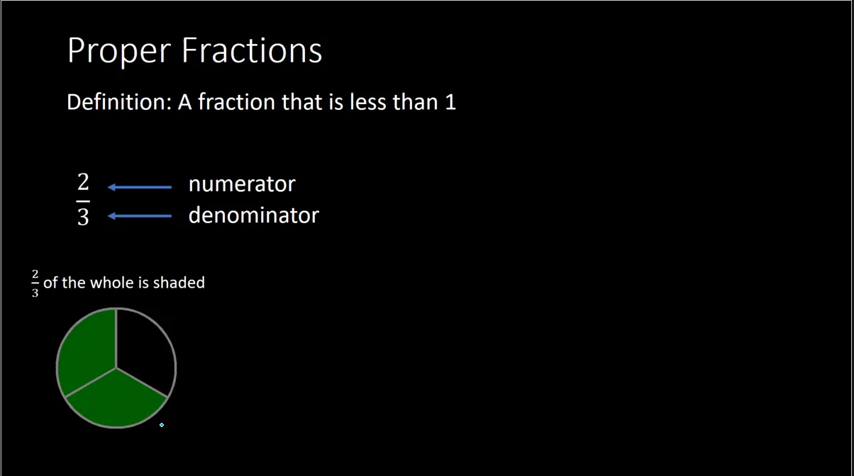 Proper Fractions
Definition: A fraction that is less than 1
2 numerator
3 denominator
2/3 of the whole is shaded